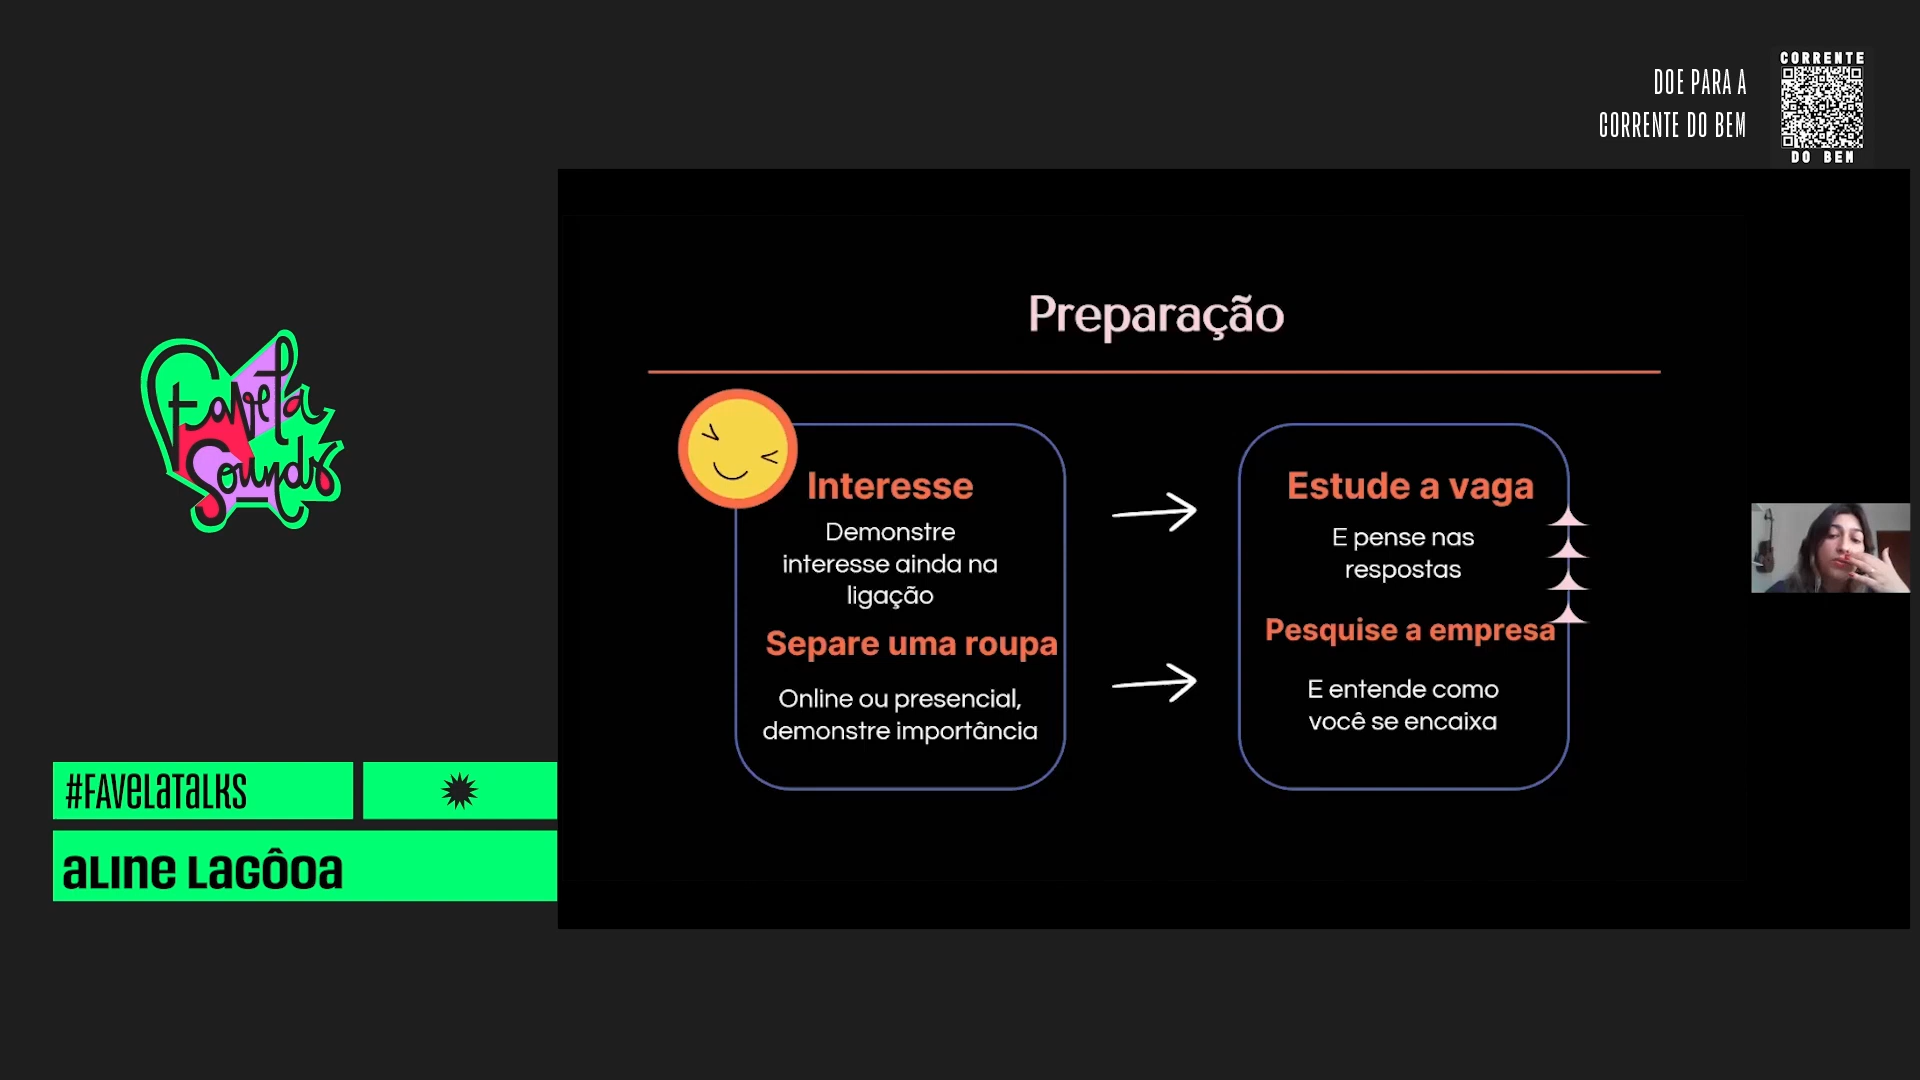 DOE PARA A
CORRENTE DO BEM
CORRENTE
DO BEM
Favela
Sounds
Preparação
Interesse
Demonstre
interesse ainda na
ligação
Separe uma roupa
Online ou presencial,
demonstre importância
Estude a vaga
E pense nas
respostas
Pesquise a empresa
E entende como
você se encaixa
#FAVELATALKS
ALINE LAGÔOA